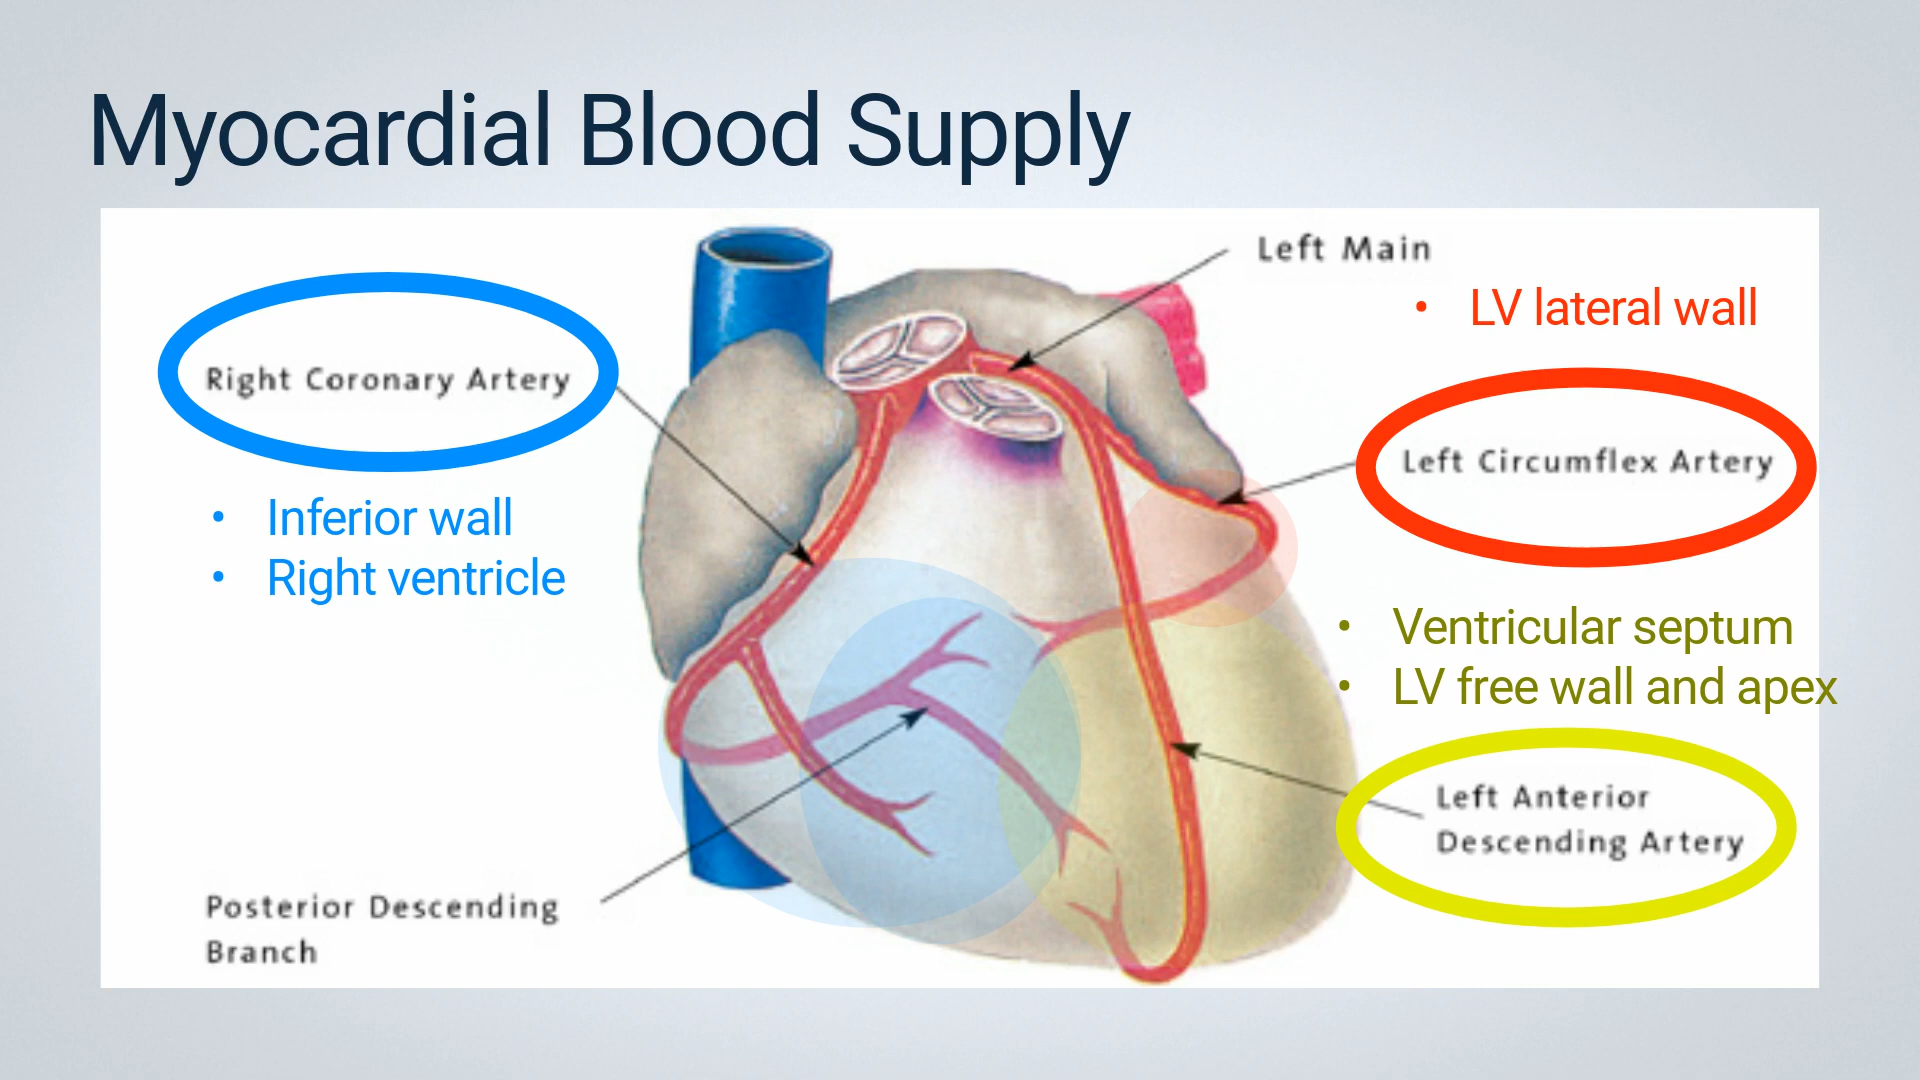 Myocardial Blood Supply
Left Main
• LV lateral wall
Right Coronary Artery
Left Circumflex Artery
• Inferior wall
• Right ventricle
• Ventricular septum
• LV free wall and apex
Left Anterior
Descending Artery
Posterior Descending
Branch